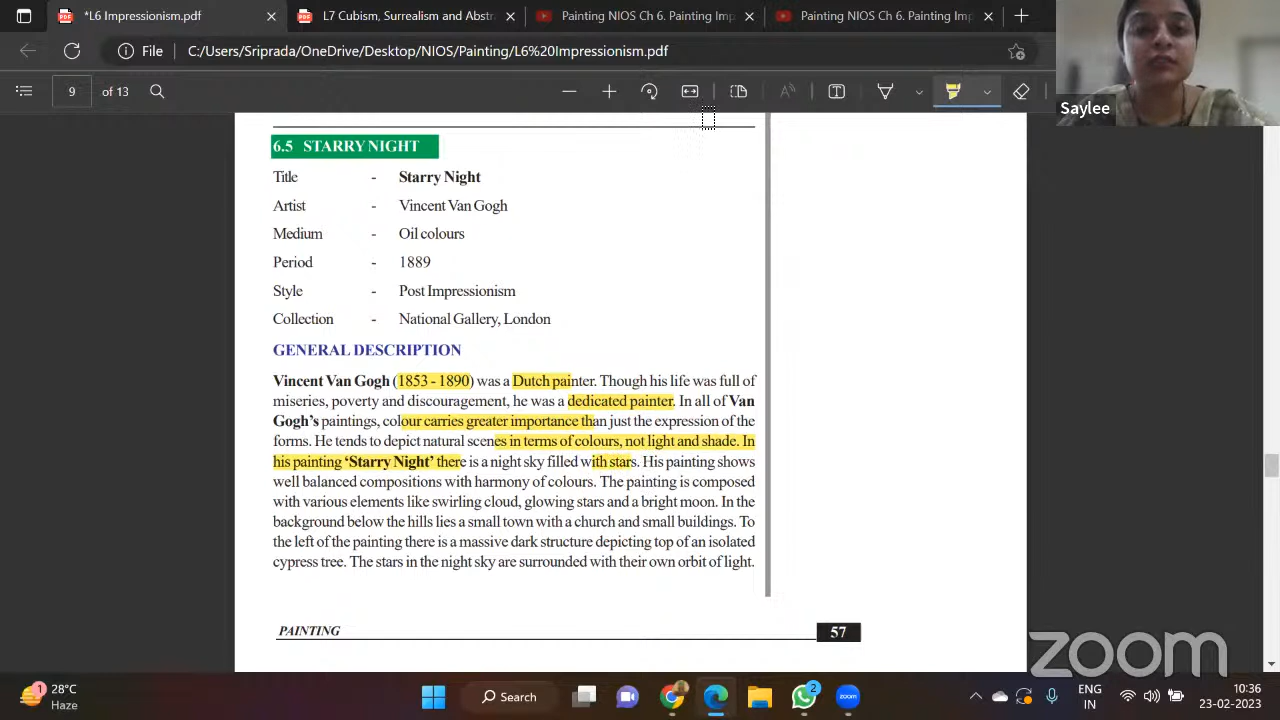 *L6 Impressionism.pdf
L7 Cubism, Surrealism and Abst
Painting NIOS Ch 6. Painting Im
Painting NIOS Ch 6. Painting Imp
File C:/Users/Sriprada/OneDrive/Desktop/NIOS/Painting/L6%20Impressionism.pdf
9 of 13
Saylee
6.5 STARRY NIGHT
Title - Starry Night
Artist - Vincent Van Gogh
Medium - Oil colours
Period - 1889
Style - Post Impressionism
Collection - National Gallery, London
GENERAL DESCRIPTION
Vincent Van Gogh (1853 - 1890) was a Dutch painter. Though his life was full of
miseries, poverty and discouragement, he was a dedicated painter. In all of Van
Gogh's paintings, colour carries greater importance than just the expression of the
forms. He tends to depict natural scenes in terms of colours, not light and shade. In
his painting ‘Starry Night’ there is a night sky filled with stars. His painting shows
well balanced compositions with harmony of colours. The painting is composed
with various elements like swirling cloud, glowing stars and a bright moon. In the
background below the hills lies a small town with a church and small buildings. To
the left of the painting there is a massive dark structure depicting top of an isolated
cypress tree. The stars in the night sky are surrounded with their own orbit of light.
PAINTING 57
zoom
1
28°C
Haze
Search
2
zoom
ENG
IN
10:36
23-02-2023